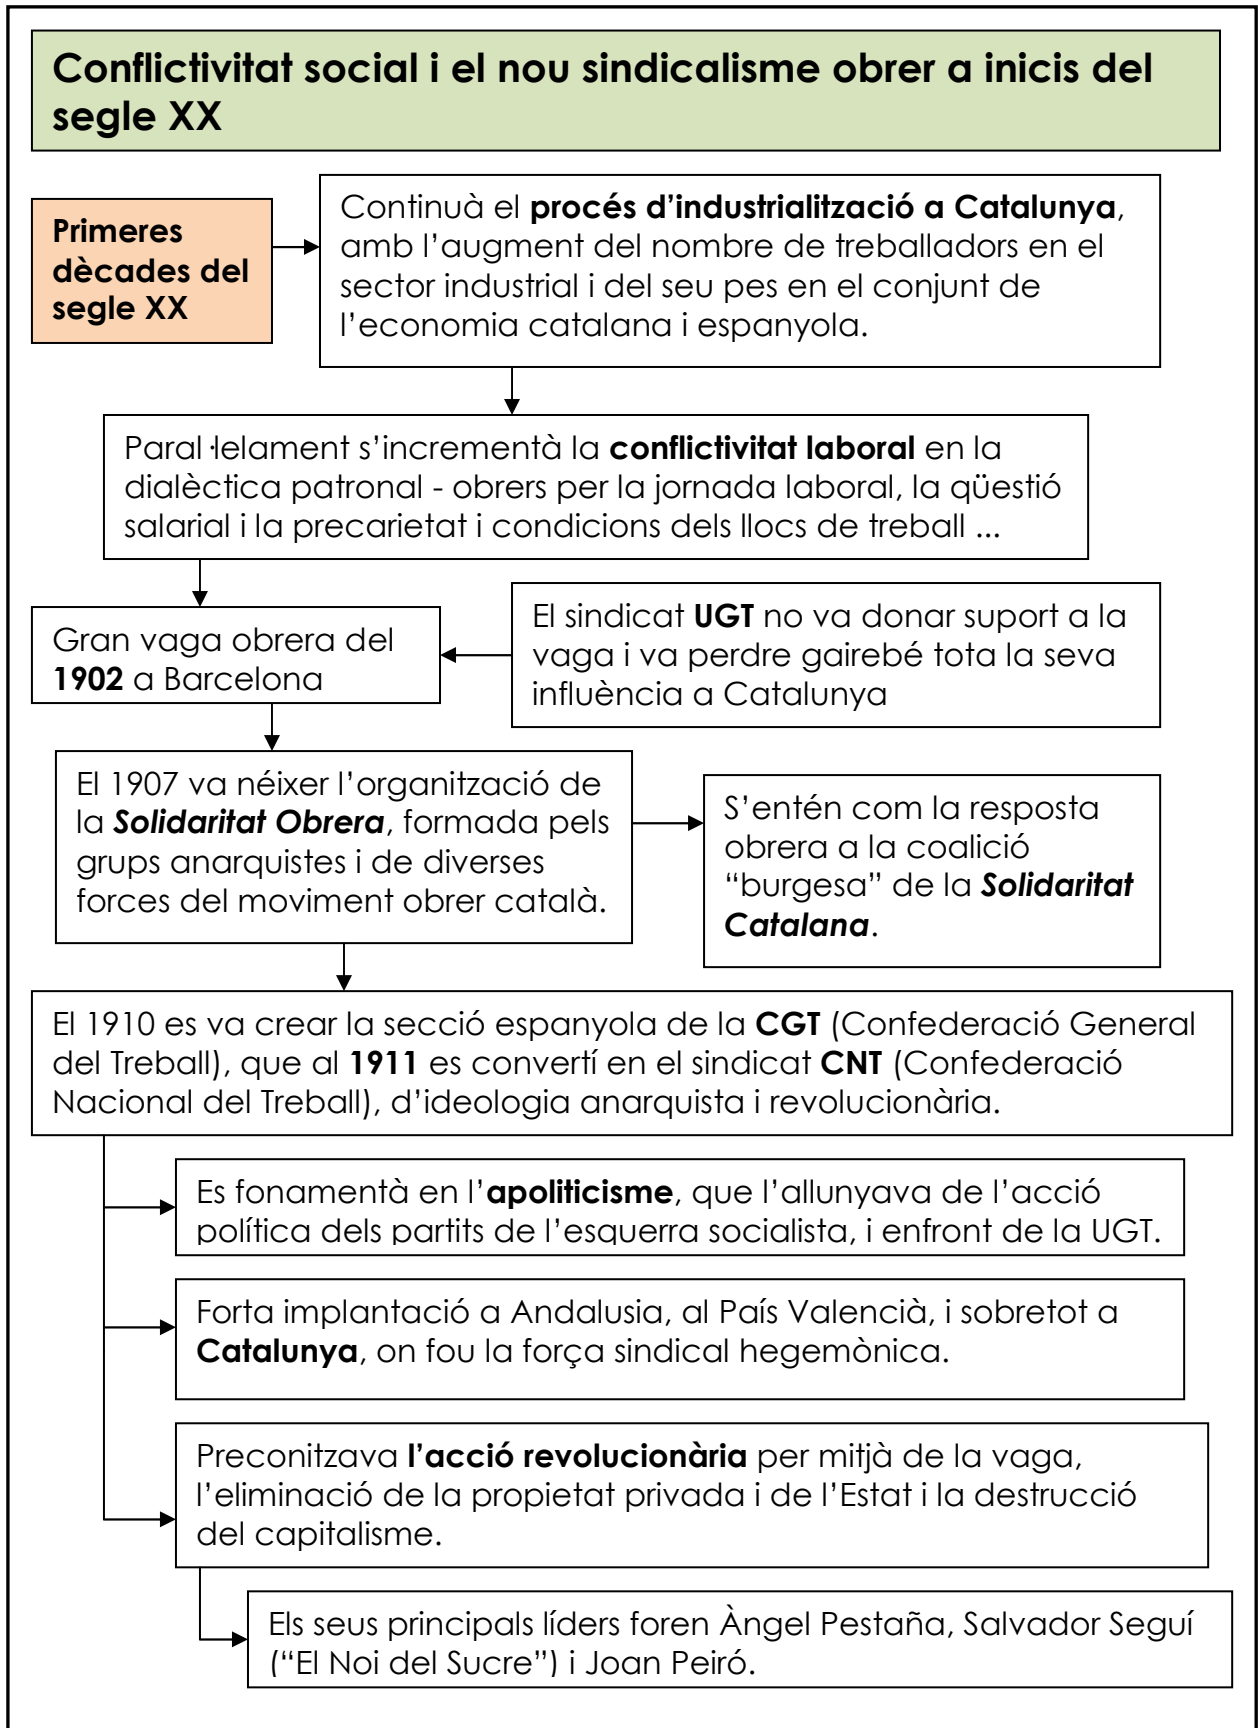 Conflictivitat social i el nou sindicalisme obrer a inicis del
segle XX
Primeres
dècades del
segle XX
Continuà el procés d'industrialització a Catalunya,
amb l'augment del nombre de treballadors en el
sector industrial i del seu pes en el conjunt de
l'economia catalana i espanyola.
Paral·lelament s'incrementà la conflictivitat laboral en la
dialèctica patronal - obrers per la jornada laboral, la qüestió
salarial i la precarietat i condicions dels llocs de treball ...
Gran vaga obrera del
1902 a Barcelona
El sindicat UGT no va donar suport a la
vaga i va perdre gairebé tota la seva
influència a Catalunya
El 1907 va néixer l'organització de
la Solidaritat Obrera, formada pels
grups anarquistes i de diverses
forces del moviment obrer català.
S'entén com la resposta
obrera a la coalició
“burgesa” de la Solidaritat
Catalana.
El 1910 es va crear la secció espanyola de la CGT (Confederació General
del Treball), que al 1911 es convertí en el sindicat CNT (Confederació
Nacional del Treball), d'ideologia anarquista i revolucionària.
Es fonamentà en l'apoliticisme, que l'allunyava de l'acció
política dels partits de l'esquerra socialista, i enfront de la UGT.
Forta implantació a Andalusia, al País Valencià, i sobretot a
Catalunya, on fou la força sindical hegemònica.
Preconitzava l'acció revolucionària per mitjà de la vaga,
l'eliminació de la propietat privada i de l'Estat i la destrucció
del capitalisme.
Els seus principals líders foren Àngel Pestaña, Salvador Seguí
(“El Noi del Sucre”) i Joan Peiró.